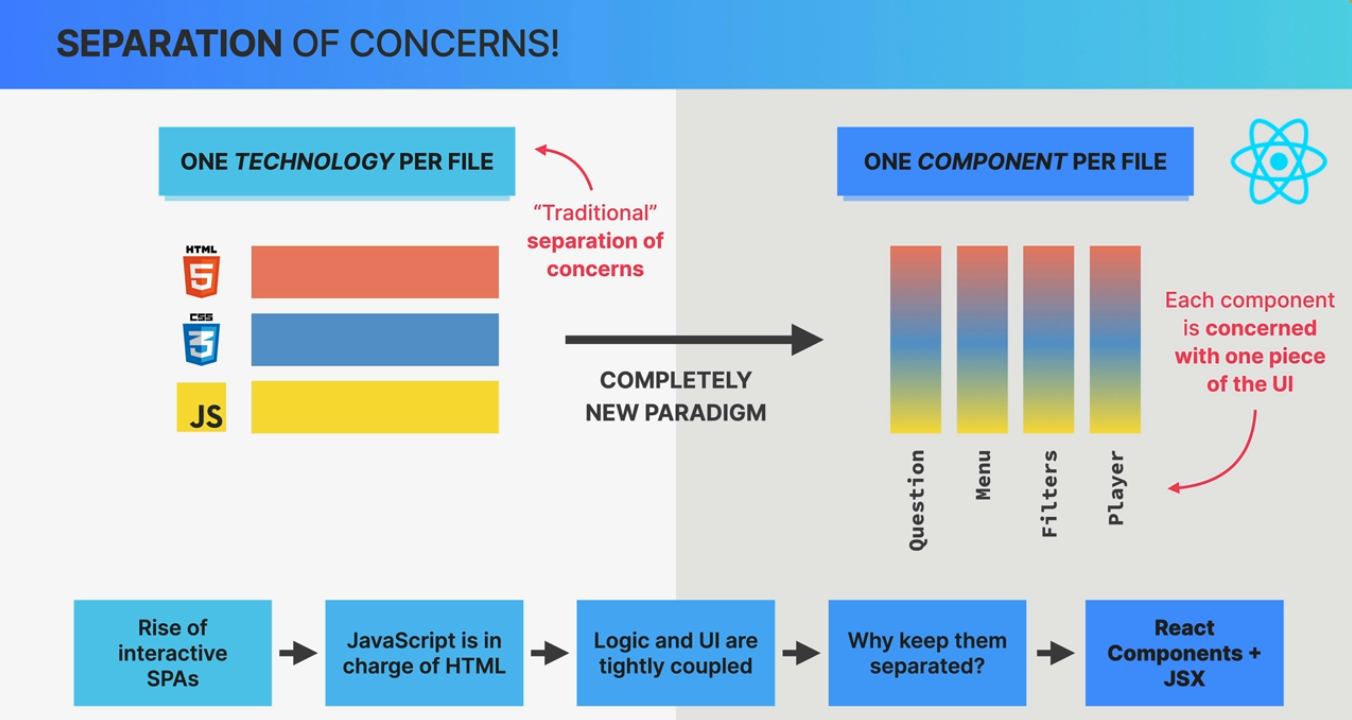 SEPARATION OF CONCERNS!
ONE TECHNOLOGY PER FILE
“Traditional”
separation of
concerns
HTML
5
CSS
3
JS
COMPLETELY
NEW PARADIGM
ONE COMPONENT PER FILE
Each component
is concerned
with one piece
of the UI
Question
Menu
Filters
Player
Rise of
interactive
SPAs
JavaScript is in
charge of HTML
Logic and UI are
tightly coupled
Why keep them
separated?
React
Components +
JSX